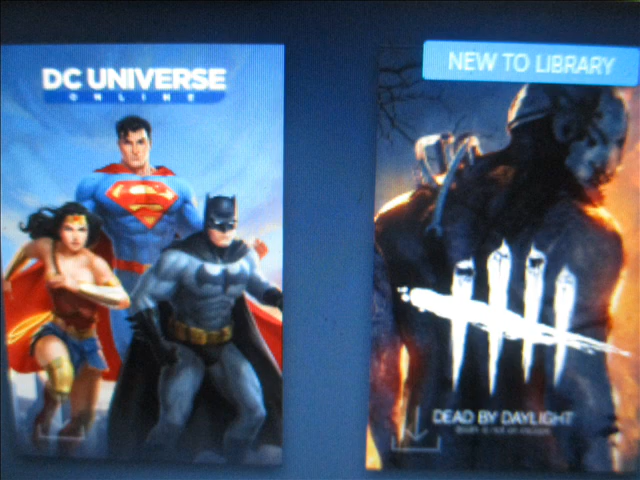 DC UNIVERSE
ONLINE
NEW TO LIBRARY
DEAD BY DAYLIGHT